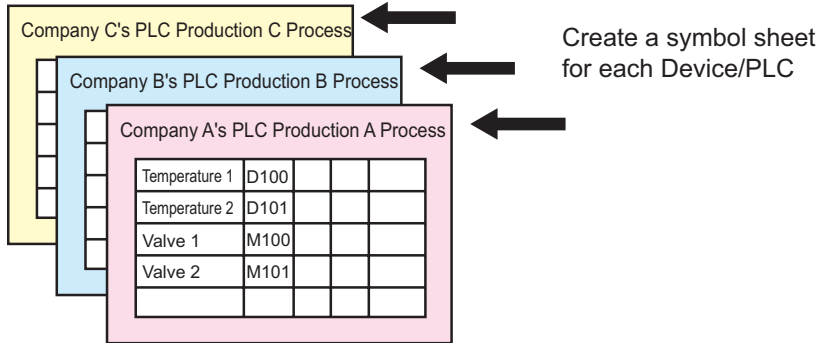 Company C's PLC Production C Process
Company B's PLC Production B Process
Company A's PLC Production A Process
Temperature 1 D100
Temperature 2 D101
Valve 1 M100
Valve 2 M101
Create a symbol sheet
for each Device/PLC